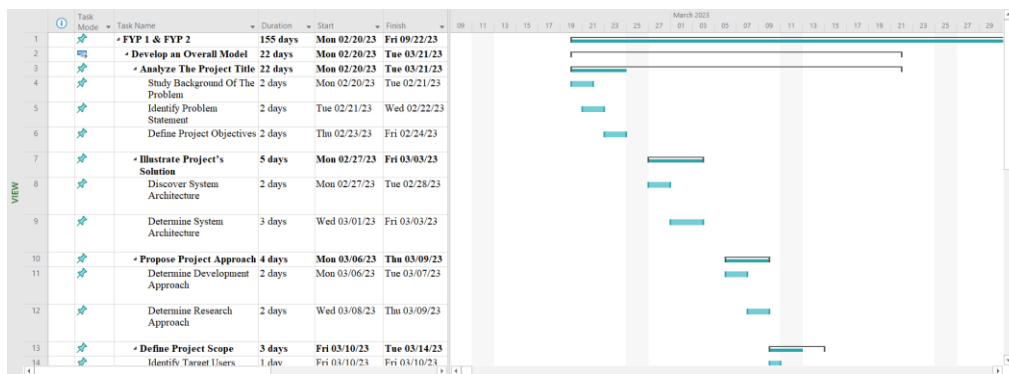 Task Mode Task Name Duration Start Finish
March 2023
09 11 13 15 17 19 21 23 25 27 01 03 05 07 09 11 13 15 17 19 21 23 25 27 29
1 FYP 1 & FYP 2 155 days Mon 02/20/23 Fri 09/22/23
2 Develop an Overall Model 22 days Mon 02/20/23 Tue 03/21/23
3 Analyze The Project Title 22 days Mon 02/20/23 Tue 03/21/23
4 Study Background Of The 2 days Mon 02/20/23 Tue 02/21/23
Problem
5 Identify Problem 2 days Tue 02/21/23 Wed 02/22/23
Statement
6 Define Project Objectives 2 days Thu 02/23/23 Fri 02/24/23
7 Illustrate Project's 5 days Mon 02/27/23 Fri 03/03/23
Solution
8 Discover System 2 days Mon 02/27/23 Tue 02/28/23
Architecture
VIEW
9 Determine System 3 days Wed 03/01/23 Fri 03/03/23
Architecture
10 Propose Project Approach 4 days Mon 03/06/23 Thu 03/09/23
11 Determine Development 2 days Mon 03/06/23 Tue 03/07/23
Approach
12 Determine Research 2 days Wed 03/08/23 Thu 03/09/23
Approach
13 Define Project Scope 3 days Fri 03/10/23 Tue 03/14/23
14 Identify Target Users 1 day Fri 03/10/23 Fri 03/10/23